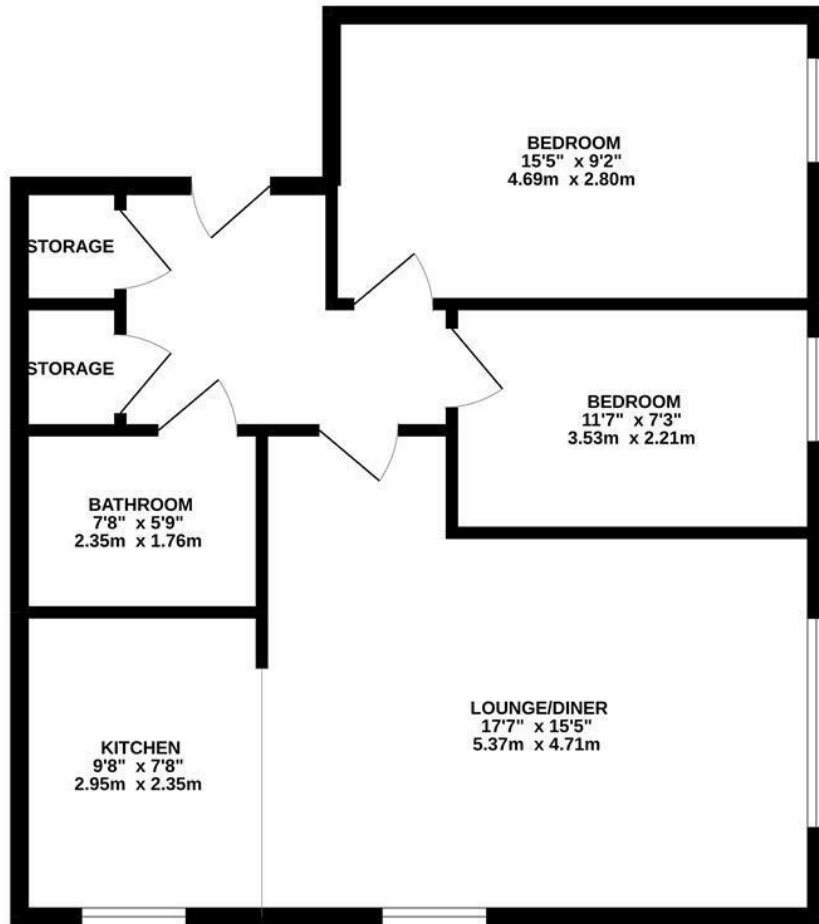 BEDROOM
15'5" x 9'2"
4.69m x 2.80m
STORAGE
STORAGE
BEDROOM
11'7" x 7'3"
3.53m x 2.21m
BATHROOM
7'8" x 5'9"
2.35m x 1.76m
LOUNGE/DINER
17'7" x 15'5"
5.37m x 4.71m
KITCHEN
9'8" x 7'8"
2.95m x 2.35m